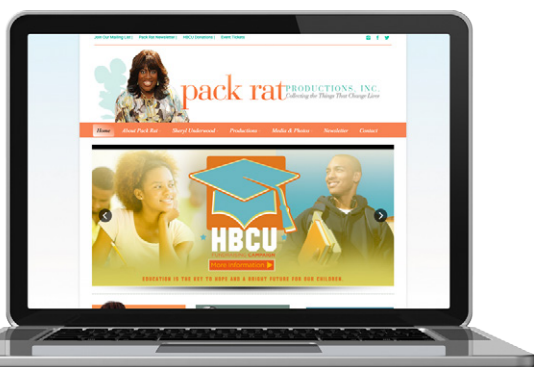 Join Our Mailing List | Pack Rat Newsletter | HBCU Donations | Event Tickets
pack rat PRODUCTIONS, INC.
Collecting the Things That Change Lives
Home About Pack Rat Sheryl Underwood Productions Media & Photos Newsletter Contact
HBCU
FUNDRAISING CAMPAIGN
More Information
EDUCATION IS THE KEY TO HOPE AND A BRIGHT FUTURE FOR OUR CHILDREN